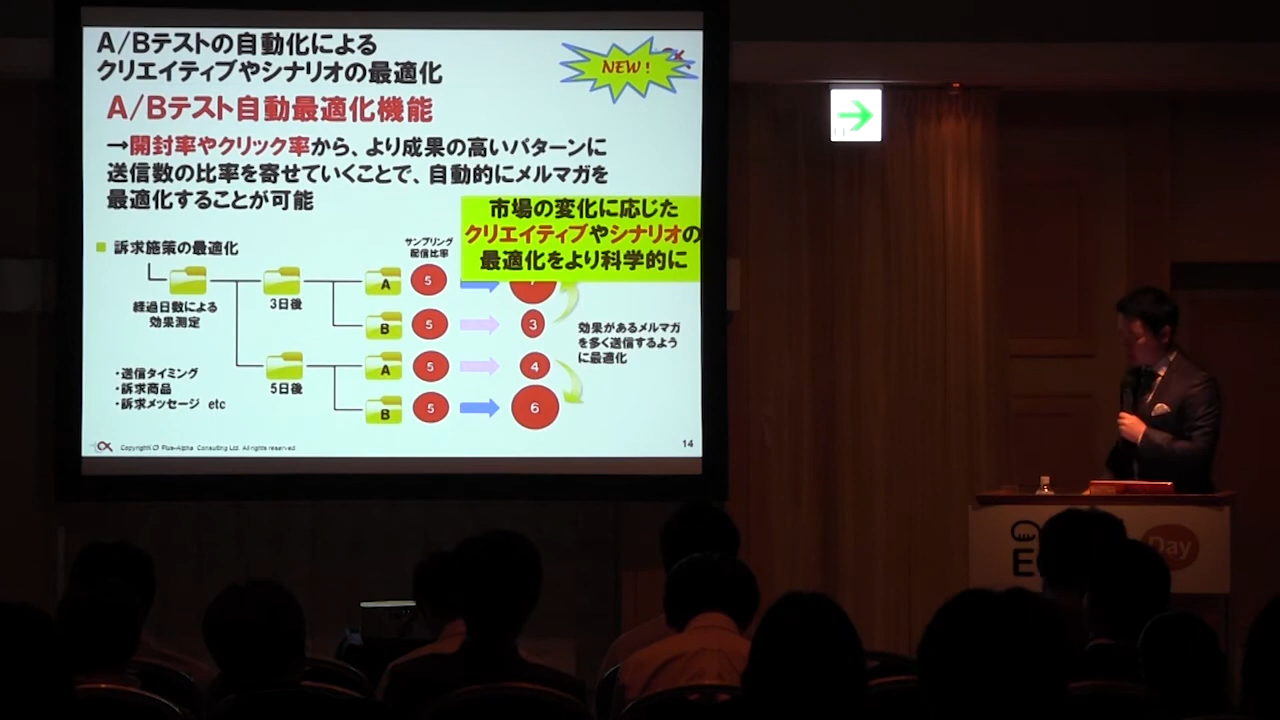 A/Bテストの自動化による
クリエイティブやシナリオの最適化
NEW!
A/Bテスト自動最適化機能
→開封率やクリック率から、より成果の高いパターンに
送信数の比率を寄せていくことで、自動的にメルマガを
最適化することが可能
市場の変化に応じた
クリエイティブやシナリオの
最適化をより科学的に
訴求施策の最適化
サンプリング
配信比率
経過日数による
効果測定
3日後
A
5
B
5
3
効果があるメルマガ
を多く送信するよう
に最適化
5日後
A
5
4
B
5
6
・送信タイミング
・訴求商品
・訴求メッセージ etc
Copyright(C) Plus-Alpha Consulting Ltd. All rights reserved
14
E
Day